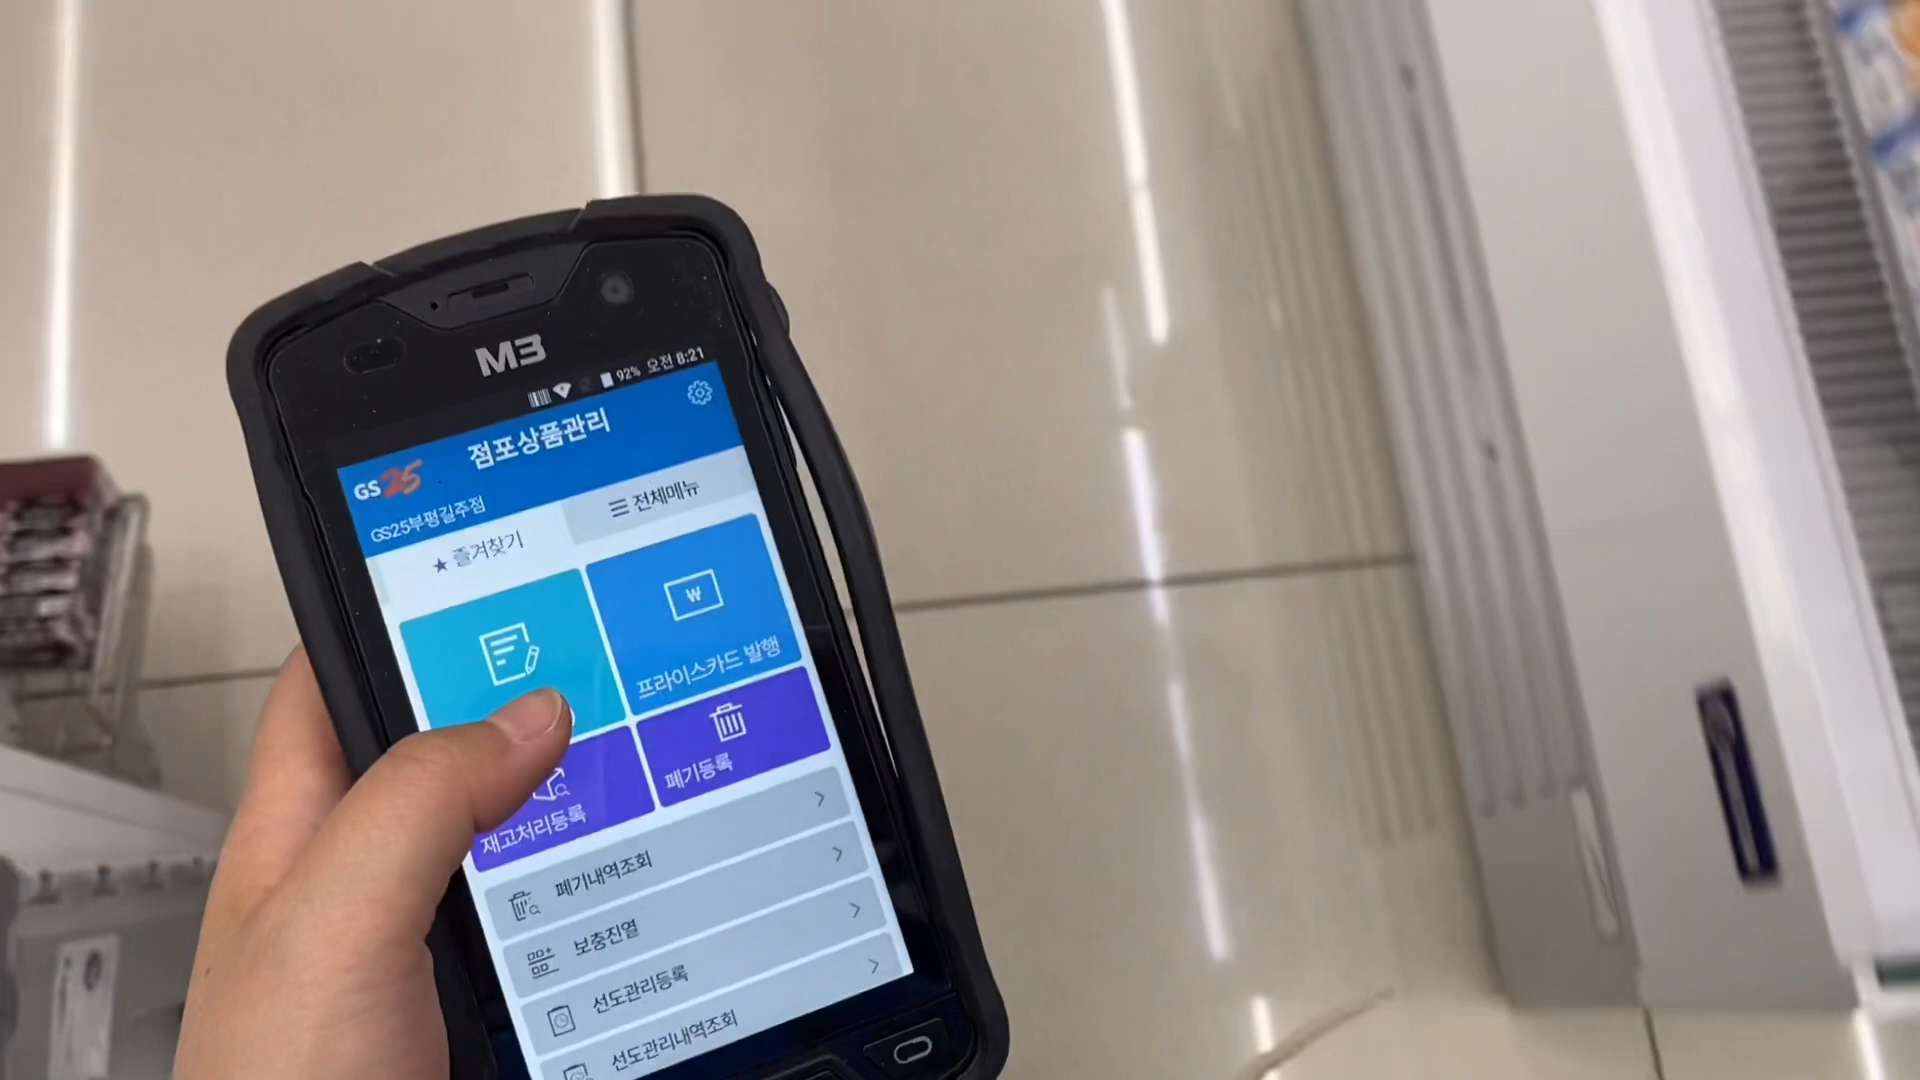 M3
92% 오전 8:21
점포상품관리
GS25
GS25부평길주점
★ 즐겨찾기
☰ 전체메뉴
₩
프라이스카드 발행
재고처리등록
폐기등록
폐기내역조회
보충진열
선도관리등록
선도관리내역조회